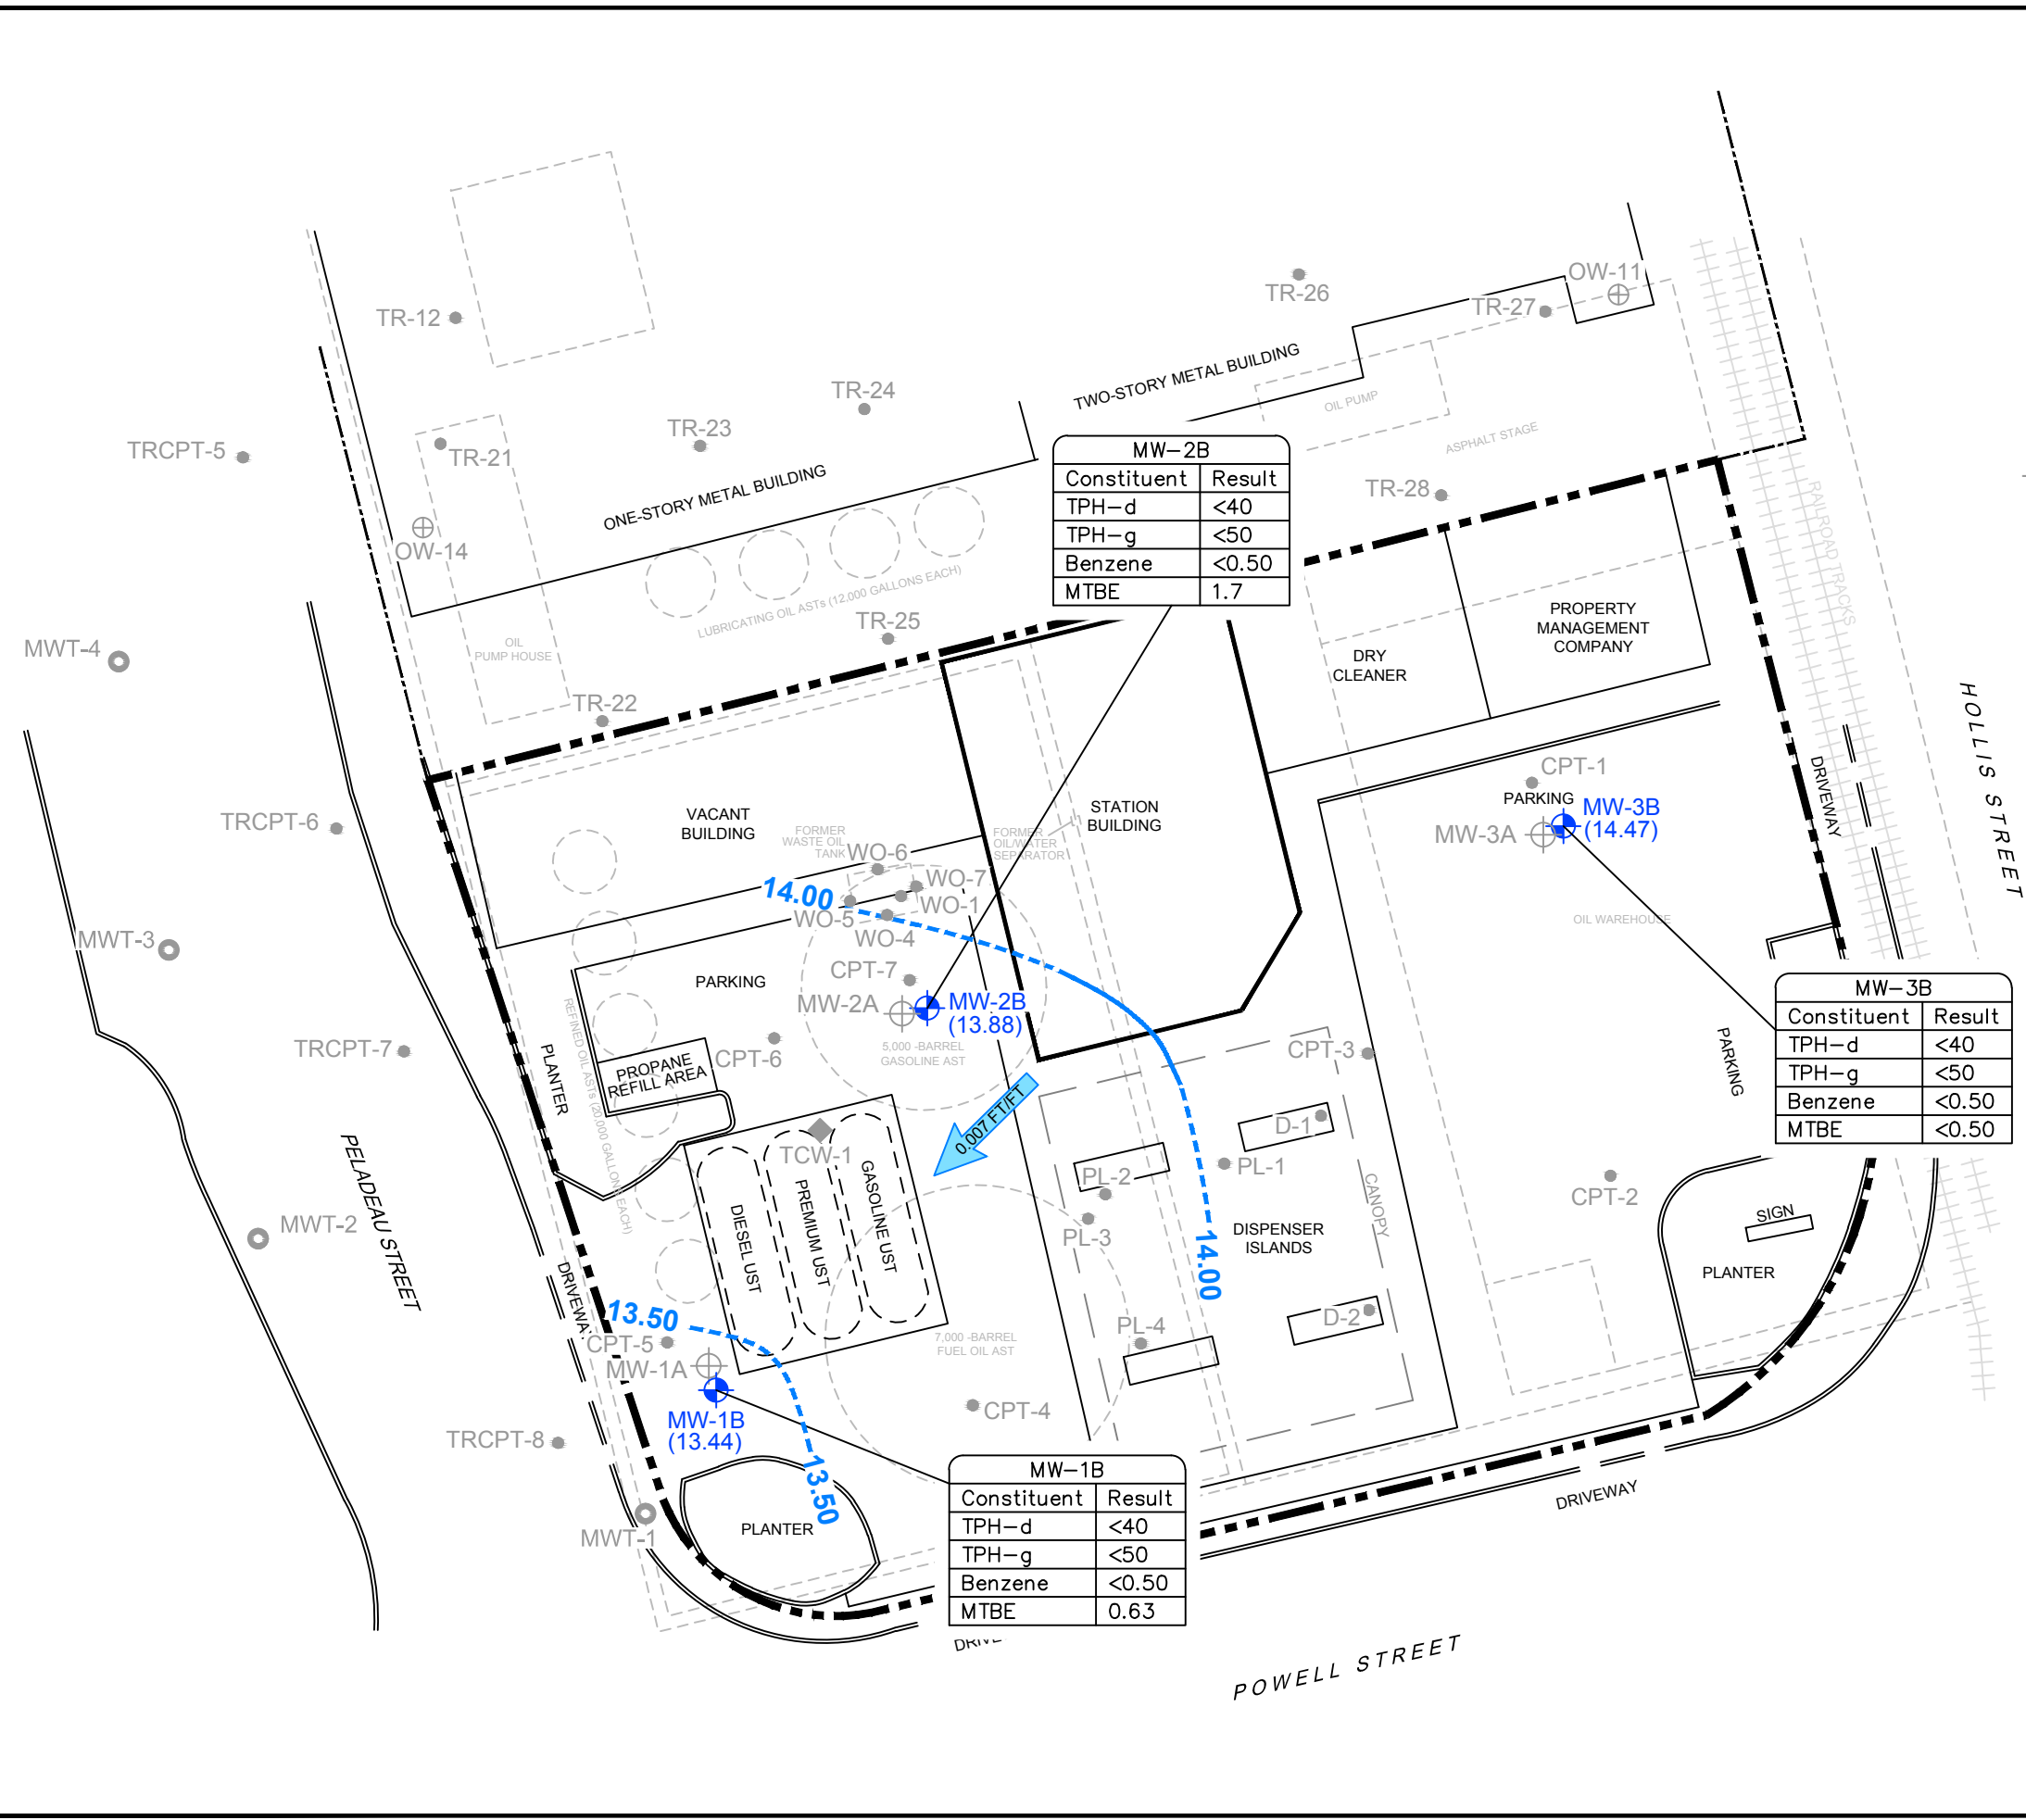 OW-11
TR-26
TR-27
TR-12
TWO-STORY METAL BUILDING
OIL PUMP
TR-24
TR-23
ASPHALT STAGE
TRCPT-5
TR-21
ONE-STORY METAL BUILDING
TR-28
MW-2B
Constituent Result
TPH-d <40
TPH-g <50
Benzene <0.50
MTBE 1.7
OW-14
RAILROAD TRACKS
LUBRICATING OIL ASTs (12,000 GALLONS EACH)
TR-25
OIL
PUMP HOUSE
MWT-4
PROPERTY
MANAGEMENT
COMPANY
DRY
CLEANER
TR-22
HOLLIS STREET
DRIVEWAY
CPT-1
PARKING
MW-3B
(14.47)
MW-3A
TRCPT-6
VACANT
BUILDING
STATION
BUILDING
FORMER
WASTE OIL
TANK
FORMER
OIL/WATER
SEPARATOR
WO-6
WO-7
WO-1
WO-5
WO-4
14.00
OIL WAREHOUSE
MWT-3
PARKING
CPT-7
MW-2A
MW-2B
(13.88)
5,000 -BARREL
GASOLINE AST
REFINED OIL ASTs (20,000 GALLONS EACH)
MW-3B
Constituent Result
TPH-d <40
TPH-g <50
Benzene <0.50
MTBE <0.50
PARKING
TRCPT-7
PLANTER
PROPANE
REFILL AREA
CPT-6
CPT-3
0.007 FT/FT
D-1
TCW-1
PL-1
PL-2
PL-3
CANOPY
CPT-2
PELADEAU STREET
MWT-2
DIESEL UST
PREMIUM UST
GASOLINE UST
14.00
DISPENSER
ISLANDS
SIGN
PLANTER
DRIVEWAY
13.50
CPT-5
MW-1A
7,000 -BARREL
FUEL OIL AST
PL-4
D-2
MW-1B
(13.44)
CPT-4
TRCPT-8
13.50
MW-1B
Constituent Result
TPH-d <40
TPH-g <50
Benzene <0.50
MTBE 0.63
DRIVEWAY
MWT-1
PLANTER
POWELL STREET